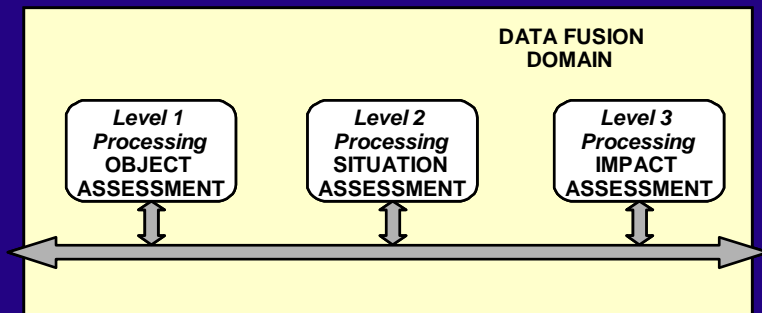 DATA FUSION
DOMAIN
Level 1
Processing
OBJECT
ASSESSMENT
Level 2
Processing
SITUATION
ASSESSMENT
Level 3
Processing
IMPACT
ASSESSMENT